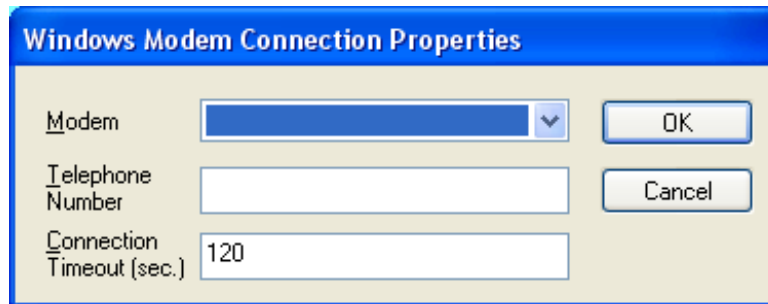 Windows Modem Connection Properties
Modem
OK
Telephone
Number
Cancel
Connection
Timeout (sec.)
120